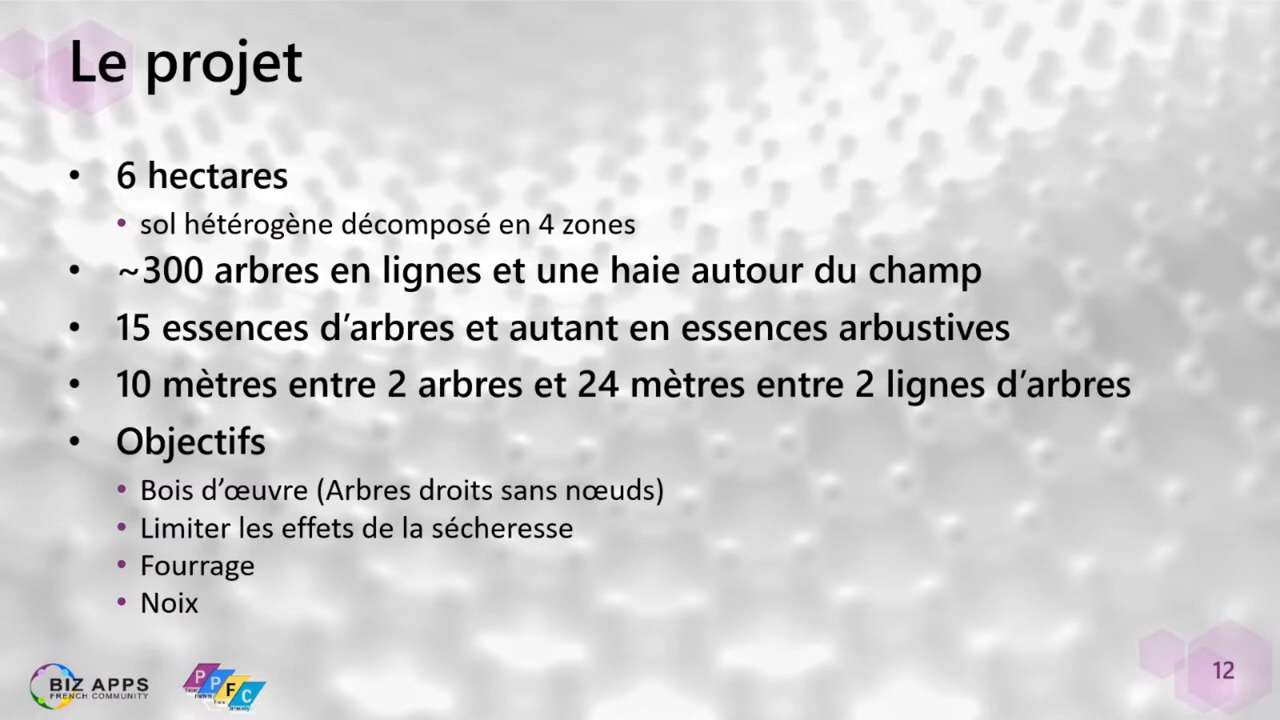 Le projet
• 6 hectares
• sol hétérogène décomposé en 4 zones
• ~300 arbres en lignes et une haie autour du champ
• 15 essences d’arbres et autant en essences arbustives
• 10 mètres entre 2 arbres et 24 mètres entre 2 lignes d’arbres
• Objectifs
• Bois d’œuvre (Arbres droits sans nœuds)
• Limiter les effets de la sécheresse
• Fourrage
• Noix
BIZ APPS
FRENCH COMMUNITY
P P F C
12